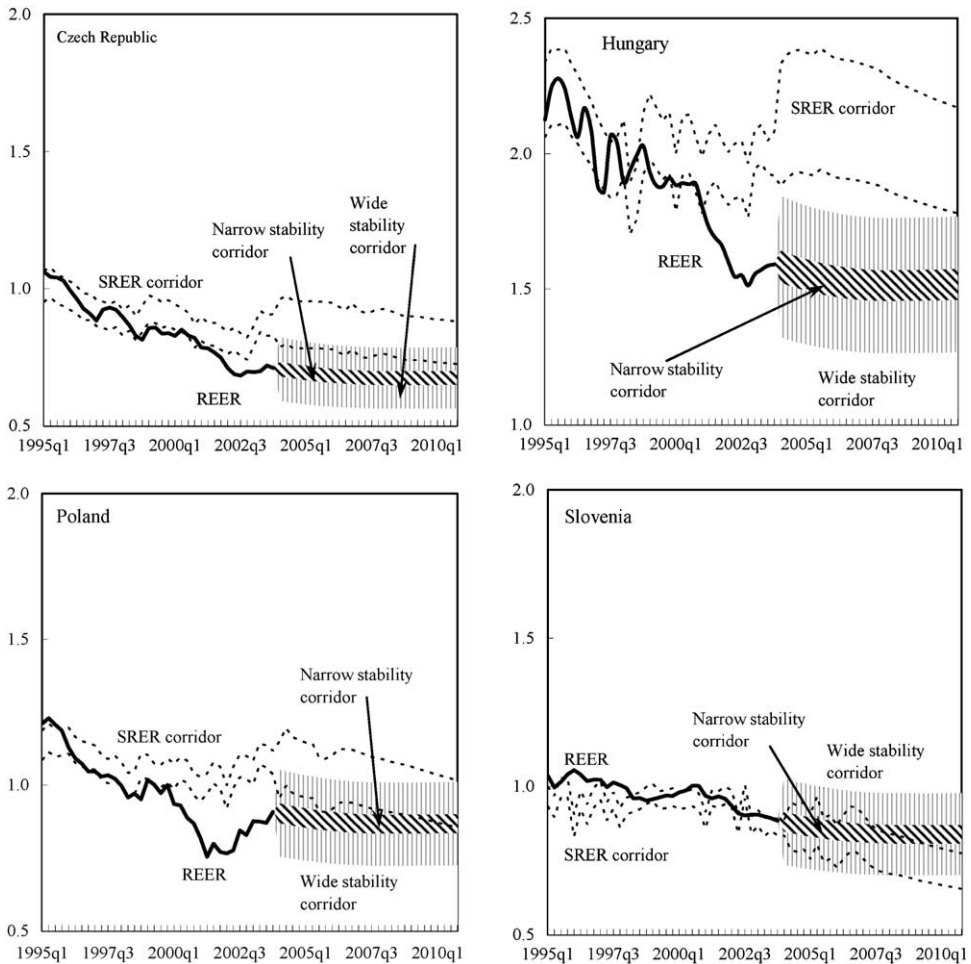 2.0
Czech Republic
1.5
Wide
stability
corridor
Narrow stability
corridor
SRER corridor
1.0
REER
0.5
1995q1 1997q3 2000q1 2002q3 2005q1 2007q3 2010q1
2.5
Hungary
SRER corridor
2.0
REER
1.5
Narrow stability
corridor
Wide stability
corridor
1.0
1995q1 1997q3 2000q1 2002q3 2005q1 2007q3 2010q1
2.0
Poland
1.5
Narrow stability
corridor
SRER corridor
1.0
REER
Wide stability
corridor
0.5
1995q1 1997q3 2000q1 2002q3 2005q1 2007q3 2010q1
2.0
Slovenia
1.5
Narrow stability
corridor
Wide stability
corridor
REER
1.0
SRER corridor
0.5
1995q1 1997q3 2000q1 2002q3 2005q1 2007q3 2010q1